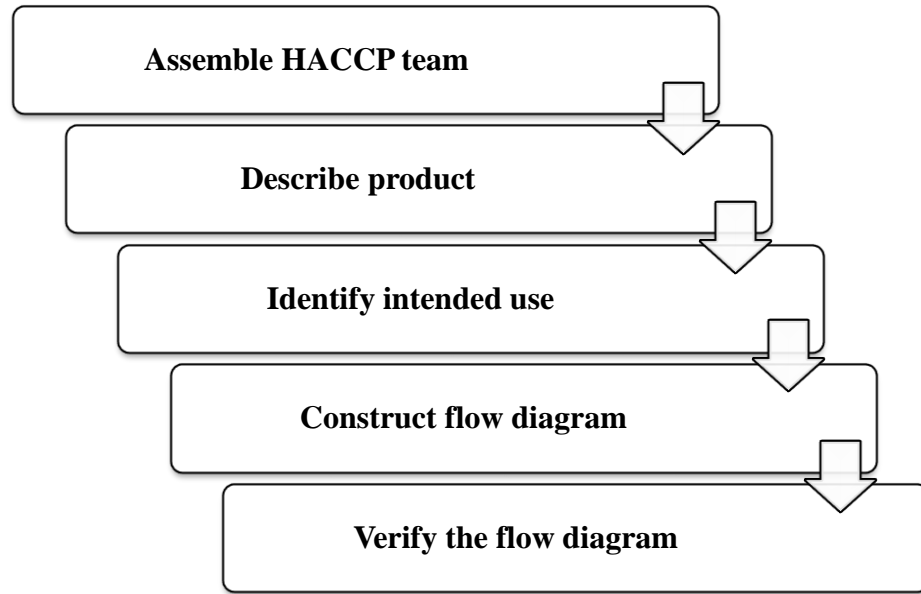 Assemble HACCP team
Describe product
Identify intended use
Construct flow diagram
Verify the flow diagram